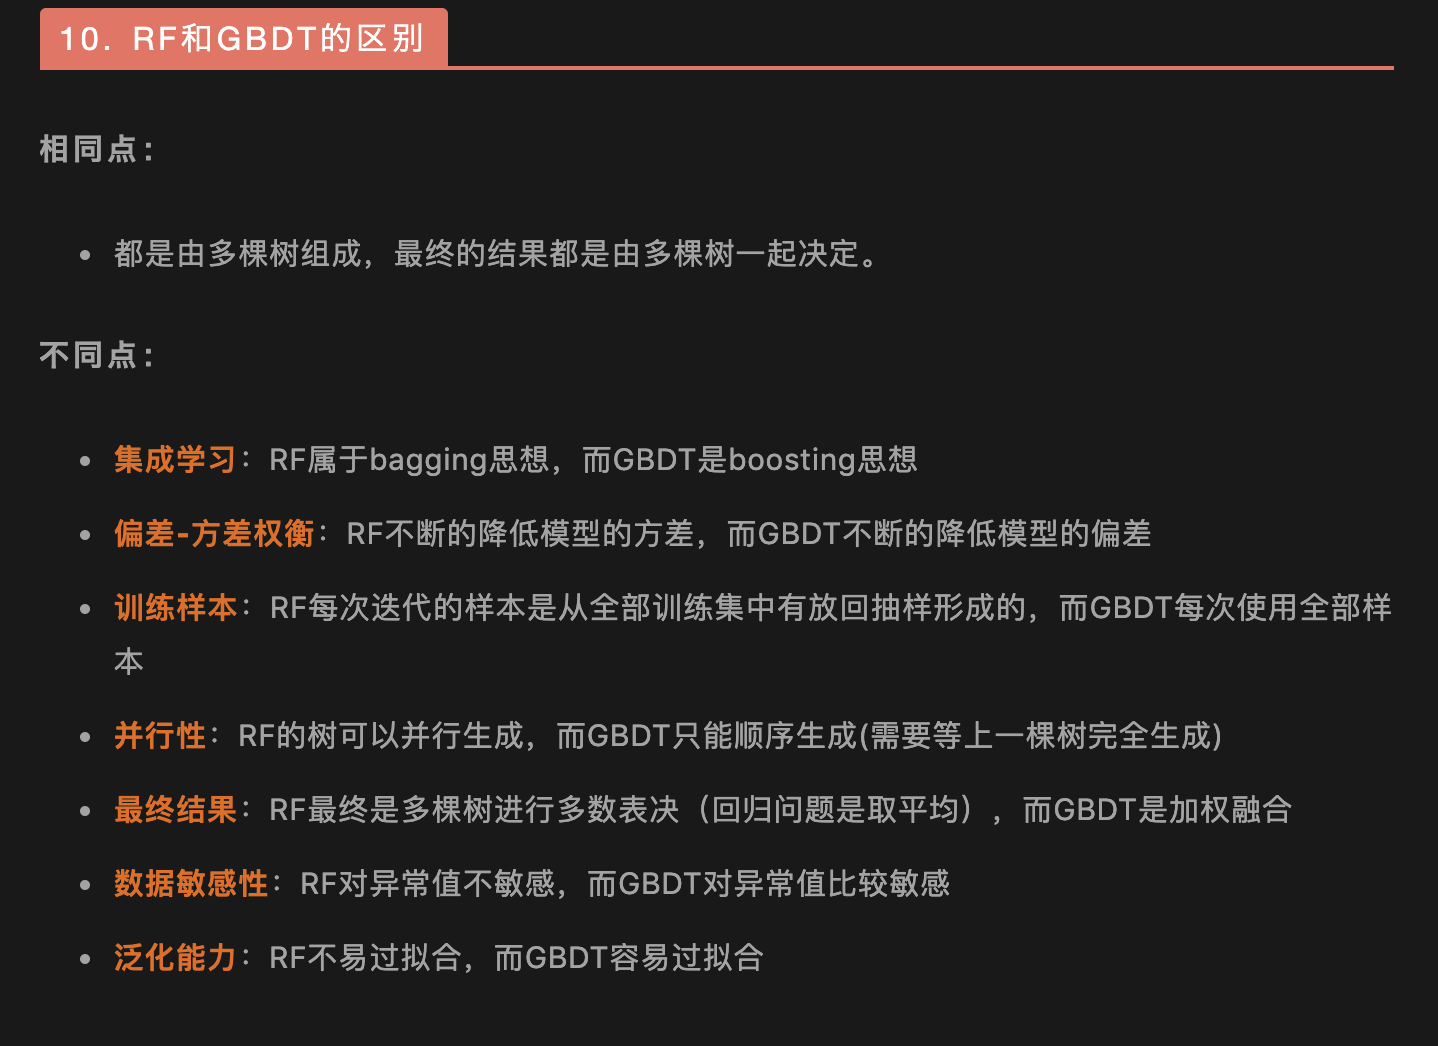 10. RF和GBDT的区别
相同点：
都是由多棵树组成，最终的结果都是由多棵树一起决定。
不同点：
集成学习：RF属于bagging思想，而GBDT是boosting思想
偏差-方差权衡：RF不断的降低模型的方差，而GBDT不断的降低模型的偏差
训练样本：RF每次迭代的样本是从全部训练集中有放回抽样形成的，而GBDT每次使用全部样
本
并行性：RF的树可以并行生成，而GBDT只能顺序生成(需要等上一棵树完全生成)
最终结果：RF最终是多棵树进行多数表决（回归问题是取平均），而GBDT是加权融合
数据敏感性：RF对异常值不敏感，而GBDT对异常值比较敏感
泛化能力：RF不易过拟合，而GBDT容易过拟合